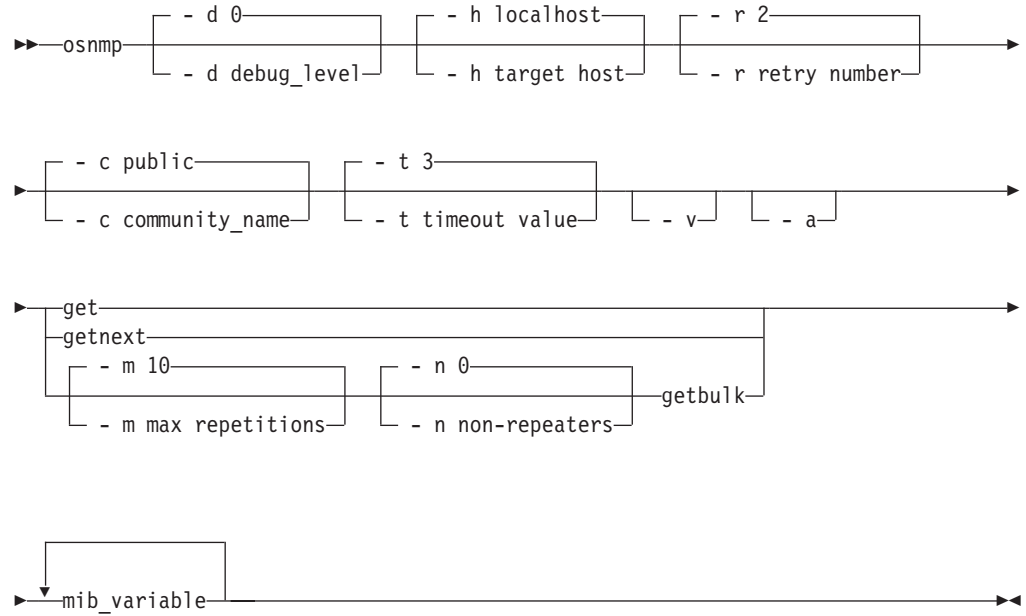 - d 0 - h localhost - r 2
osnmp
- d debug_level - h target host - r retry number
- c public - t 3
- c community_name - t timeout value - v - a
get
getnext
- m 10 - n 0
getbulk
- m max repetitions - n non-repeaters
mib_variable